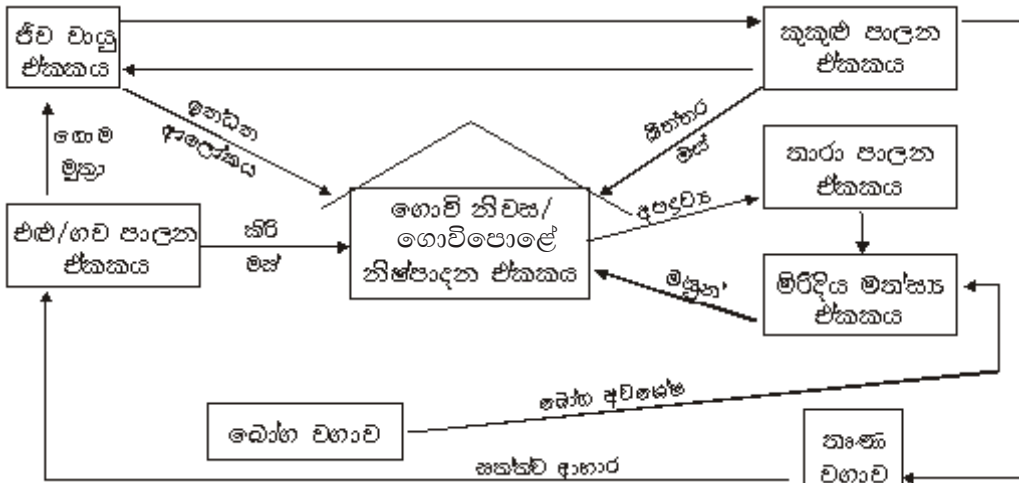 ජීව වායු
ඒකකය
කුකුළු පාලන
ඒකකය
ඉන්ධන
ආලෝකය
බිත්තර
මස්
ගොම
මුත්‍රා
තාරා පාලන
ඒකකය
එළු/ගව පාලන
ඒකකය
කිරි
මස්
ගොවි නිවස/
ගොවිපොළේ
නිෂ්පාදන ඒකකය
අපද්‍රව්‍ය
මිරිදිය මත්ස්‍ය
ඒකකය
මසුන්
බෝග අවශේෂ
බෝග වගාව
තෘණ
වගාව
සත්ත්ව ආහාර